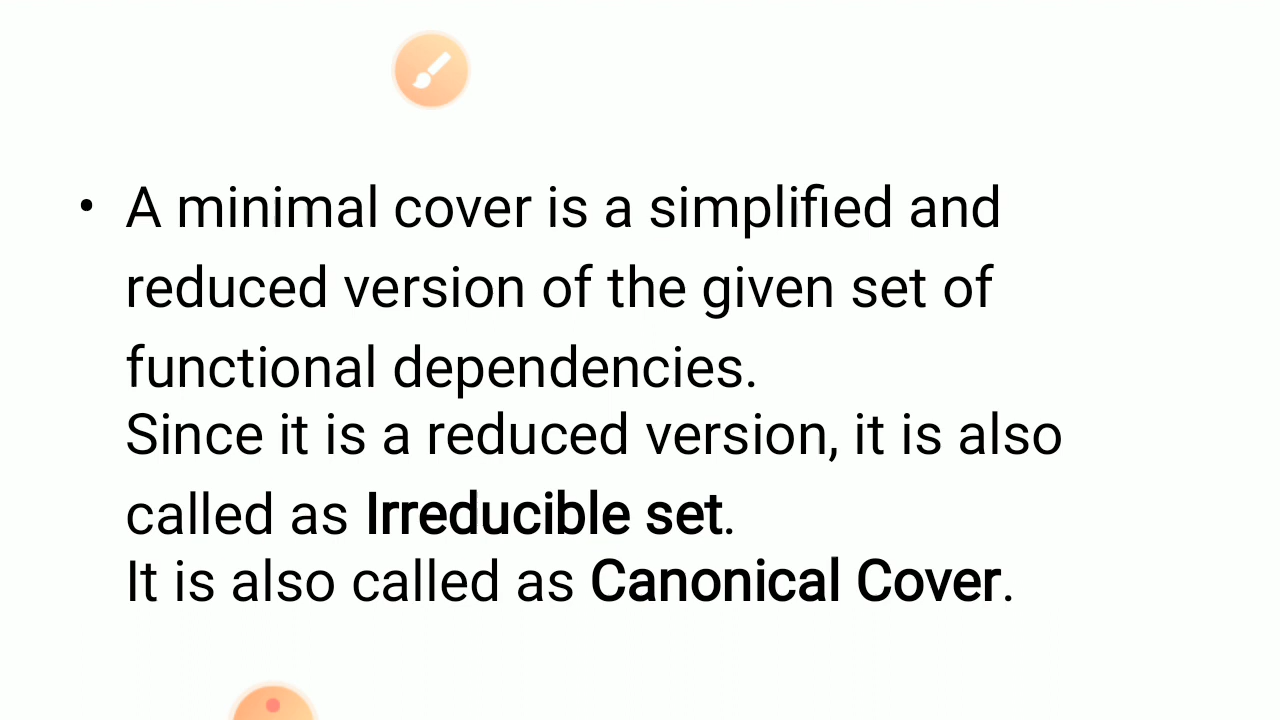 • A minimal cover is a simplified and
reduced version of the given set of
functional dependencies.
Since it is a reduced version, it is also
called as Irreducible set.
It is also called as Canonical Cover.